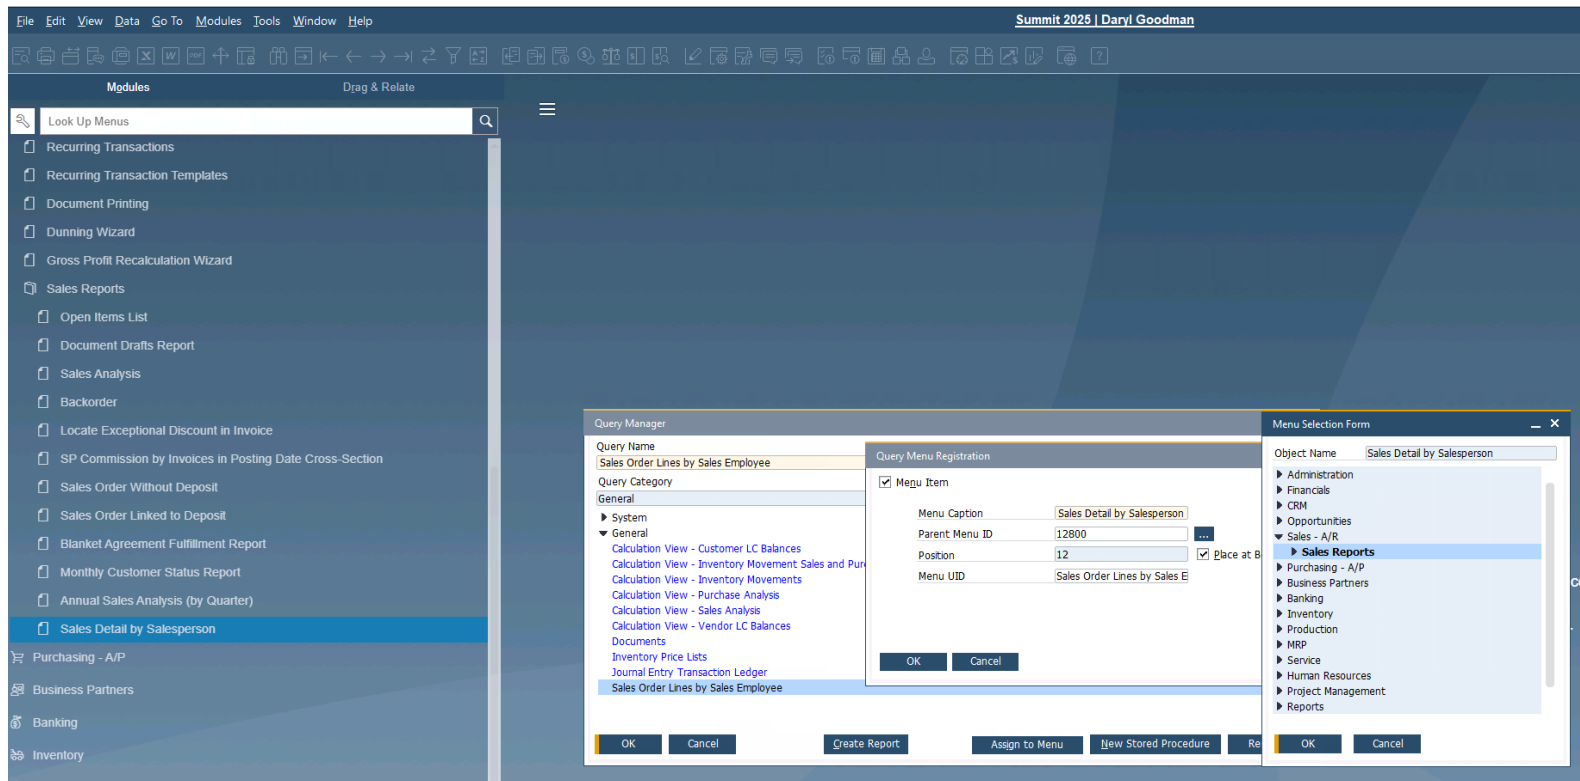 File Edit View Data Go To Modules Tools Window Help
Summit 2025 | Daryl Goodman
Modules
Drag & Relate
Look Up Menus
Recurring Transactions
Recurring Transaction Templates
Document Printing
Dunning Wizard
Gross Profit Recalculation Wizard
Sales Reports
Open Items List
Document Drafts Report
Sales Analysis
Backorder
Locate Exceptional Discount in Invoice
SP Commission by Invoices in Posting Date Cross-Section
Sales Order Without Deposit
Sales Order Linked to Deposit
Blanket Agreement Fulfillment Report
Monthly Customer Status Report
Annual Sales Analysis (by Quarter)
Sales Detail by Salesperson
Purchasing - A/P
Business Partners
Banking
Inventory
Query Manager
Query Name
Sales Order Lines by Sales Employee
Query Category
General
System
General
Calculation View - Customer LC Balances
Calculation View - Inventory Movement Sales and Pur
Calculation View - Inventory Movements
Calculation View - Purchase Analysis
Calculation View - Sales Analysis
Calculation View - Vendor LC Balances
Documents
Inventory Price Lists
Journal Entry Transaction Ledger
Sales Order Lines by Sales Employee
OK
Cancel
Create Report
Assign to Menu
New Stored Procedure
Re
Query Menu Registration
Menu Item
Menu Caption
Sales Detail by Salesperson
Parent Menu ID
12800
...
Position
12
Place at B
Menu UID
Sales Order Lines by Sales E
OK
Cancel
Menu Selection Form
Object Name
Sales Detail by Salesperson
Administration
Financials
CRM
Opportunities
Sales - A/R
Sales Reports
Purchasing - A/P
Business Partners
Banking
Inventory
Production
MRP
Service
Human Resources
Project Management
Reports
OK
Cancel